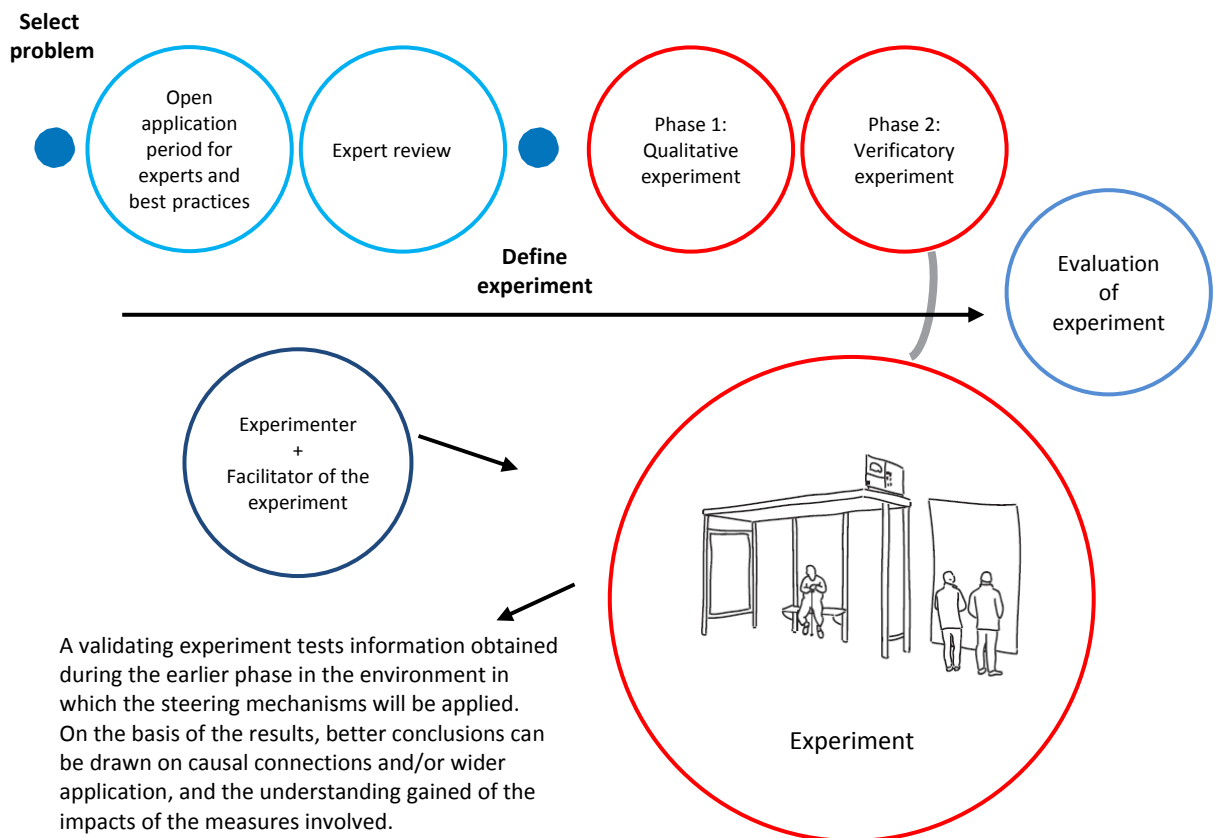 Select
problem
Open
application
period for
experts and
best practices
Expert review
Phase 1:
Qualitative
experiment
Phase 2:
Verificatory
experiment
Define
experiment
Evaluation
of
experiment
Experimenter
+
Facilitator of the
experiment
A validating experiment tests information obtained
during the earlier phase in the environment in
which the steering mechanisms will be applied.
On the basis of the results, better conclusions can
be drawn on causal connections and/or wider
application, and the understanding gained of the
impacts of the measures involved.
Experiment